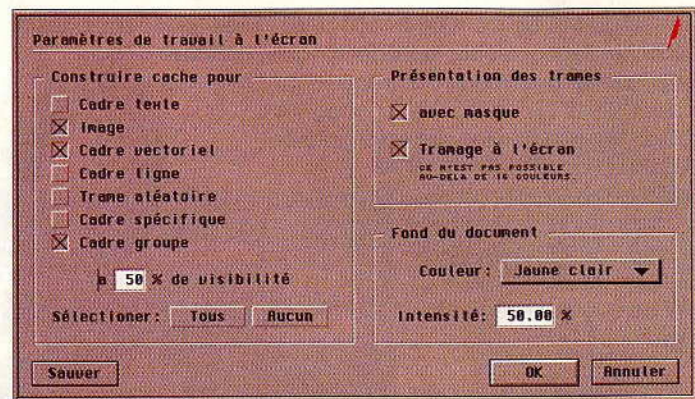 Paramètres de travail à l'écran
Construire cache pour
Cadre texte
Image
Cadre vectoriel
Cadre ligne
Trame aléatoire
Cadre spécifique
Cadre groupe
a 50 % de visibilité
Sélectioner: Tous Aucun
Présentation des trames
avec masque
Tramage à l'écran
CE N'EST PAS POSSIBLE
AU-DELA DE 16 COULEURS.
Fond du document
Couleur: Jaune clair
Intensité: 50.00 %
Sauver
OK
Annuler